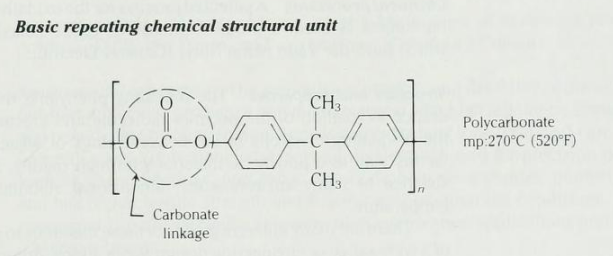 Basic repeating chemical structural unit
O
CH3
O—C—O
C
CH3
n
Polycarbonate
mp:270°C (520°F)
Carbonate
linkage